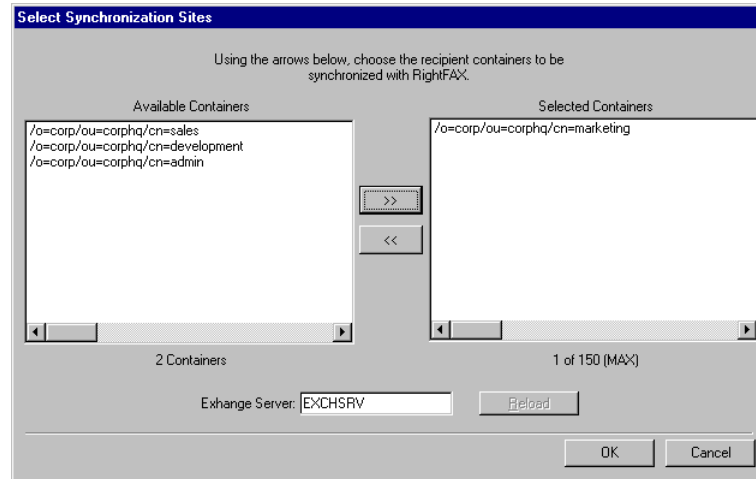 Select Synchronization Sites
Using the arrows below, choose the recipient containers to be
synchronized with RightFAX.
Available Containers
Selected Containers
/o=corp/ou=corphq/cn=sales
/o=corp/ou=corphq/cn=development
/o=corp/ou=corphq/cn=admin
/o=corp/ou=corphq/cn=marketing
>>
<<
2 Containers
1 of 150 (MAX)
Exhange Server: EXCHSRV
Reload
OK
Cancel